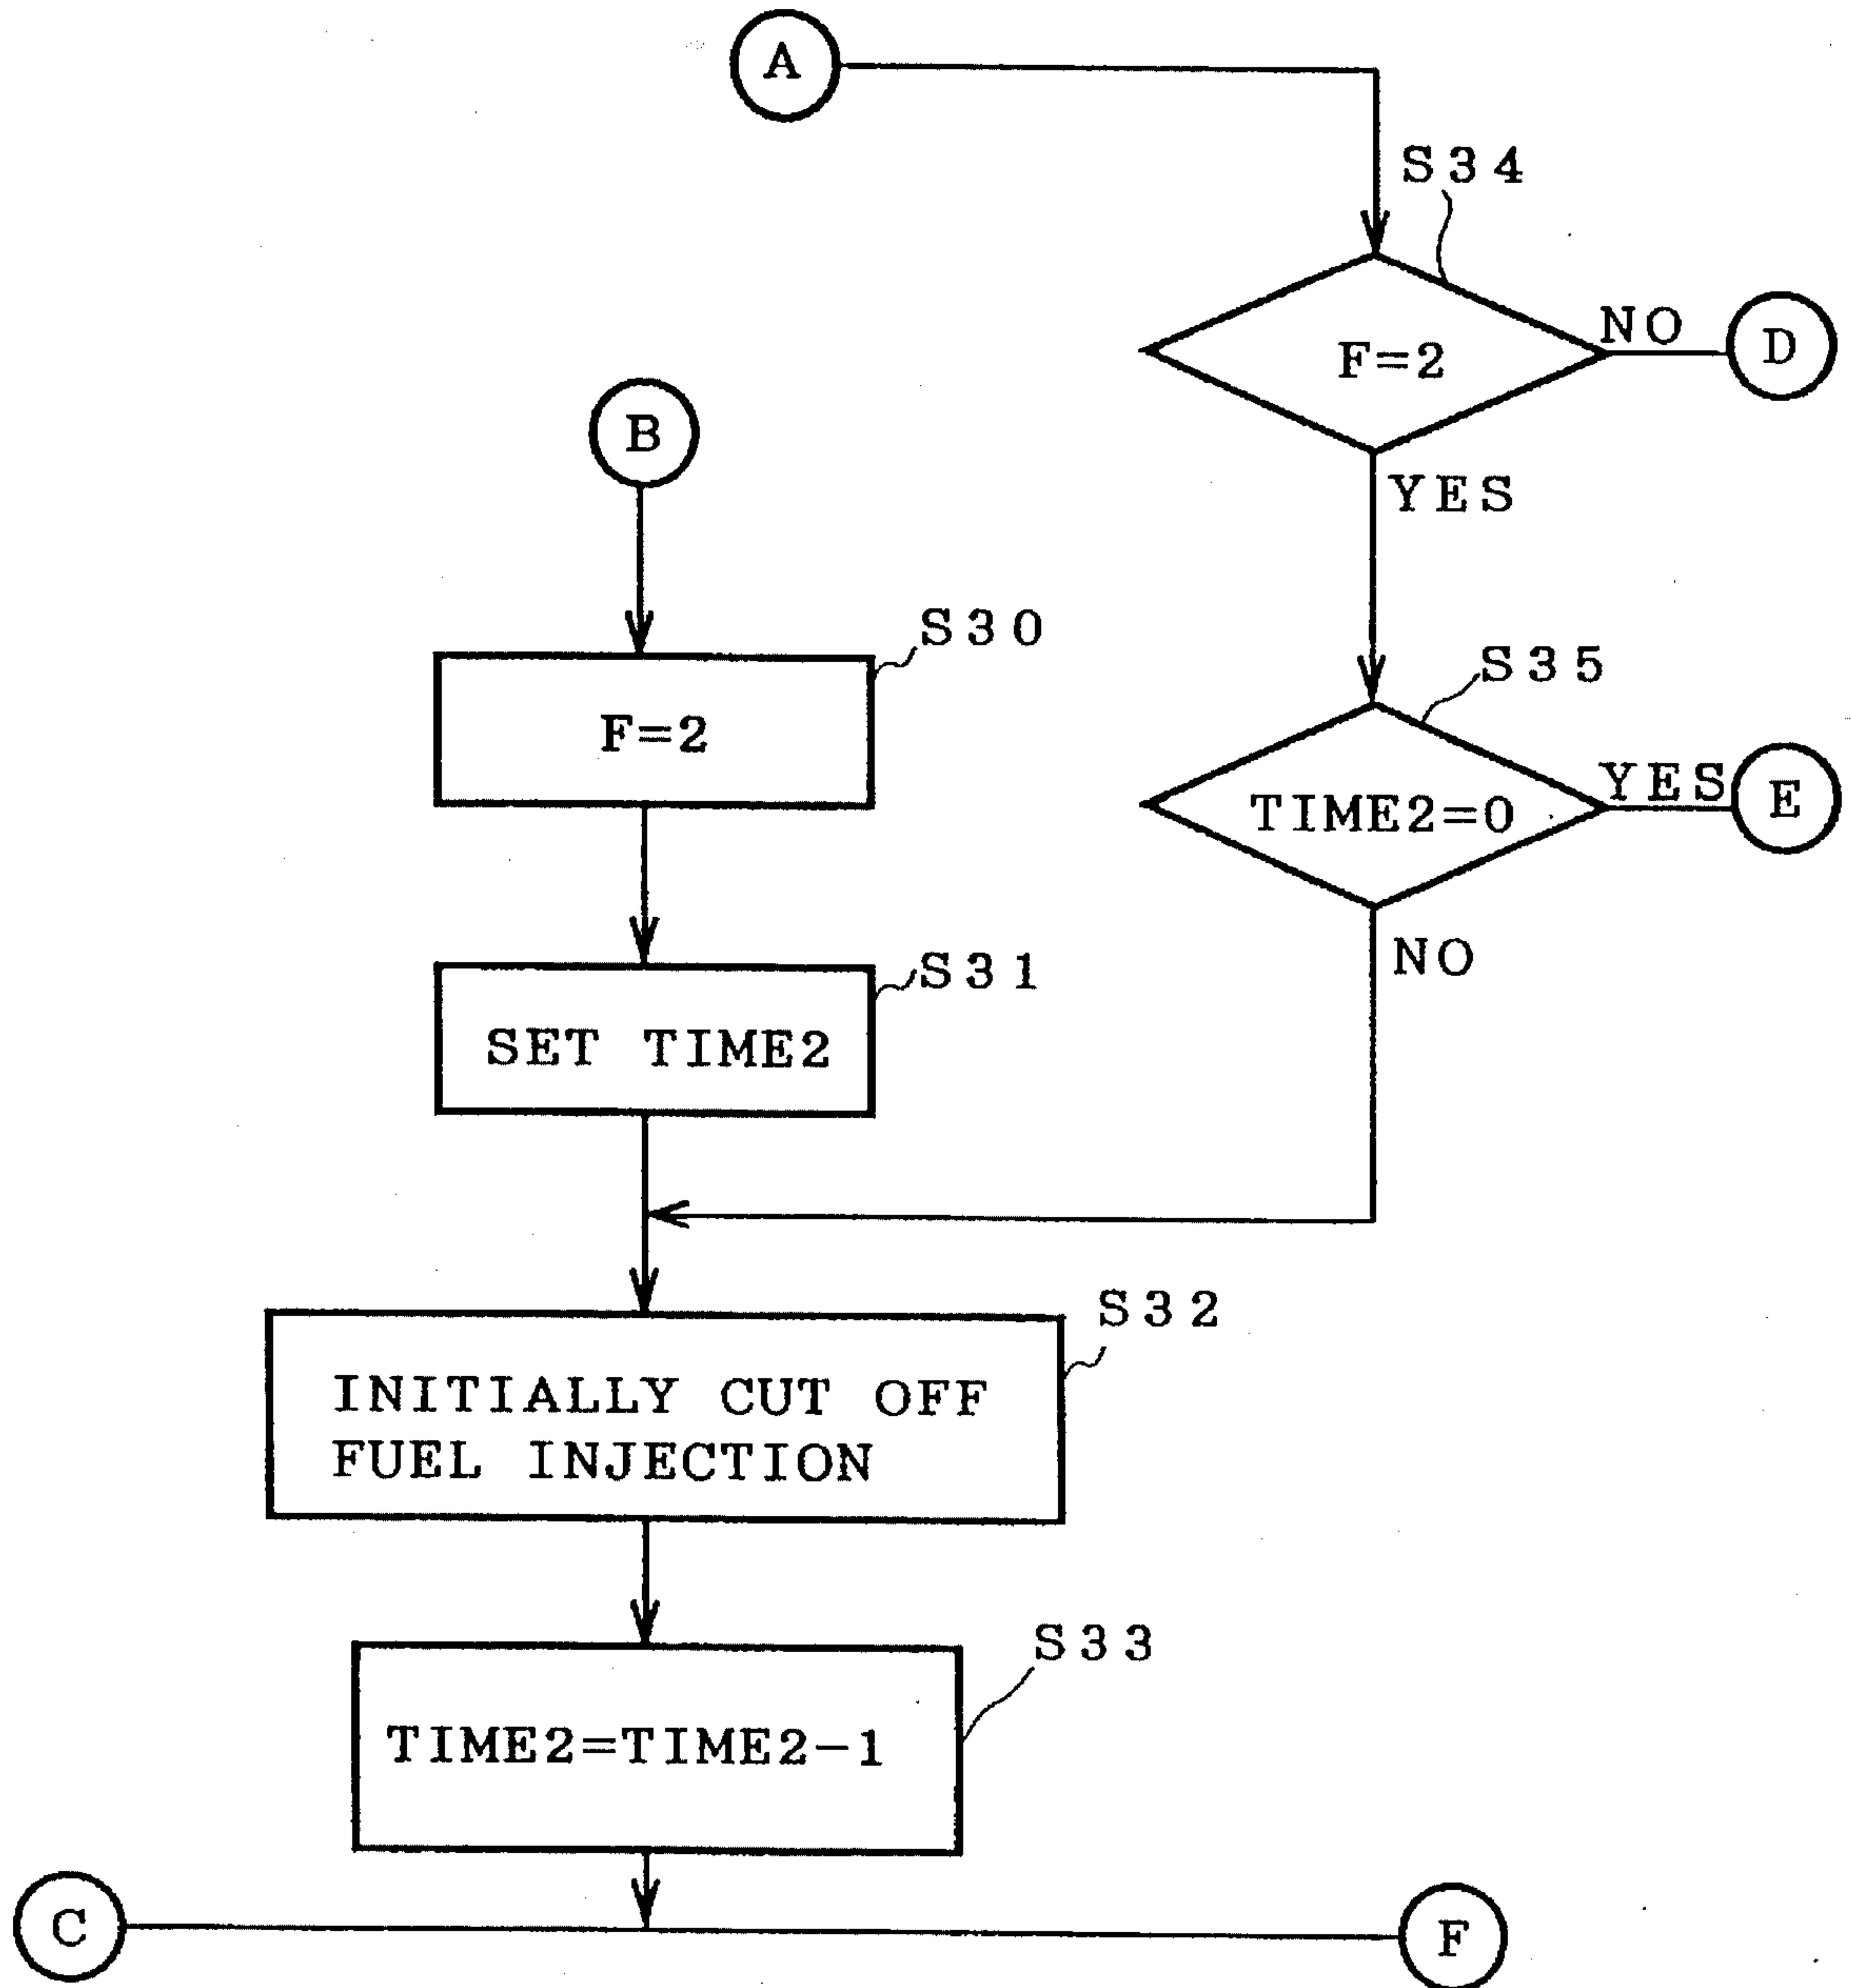 A
S34
F=2
NO
D
B
YES
S30
F=2
S35
TIME2=0
YES
E
NO
S31
SET TIME2
S32
INITIALLY CUT OFF
FUEL INJECTION
S33
TIME2=TIME2-1
C
F